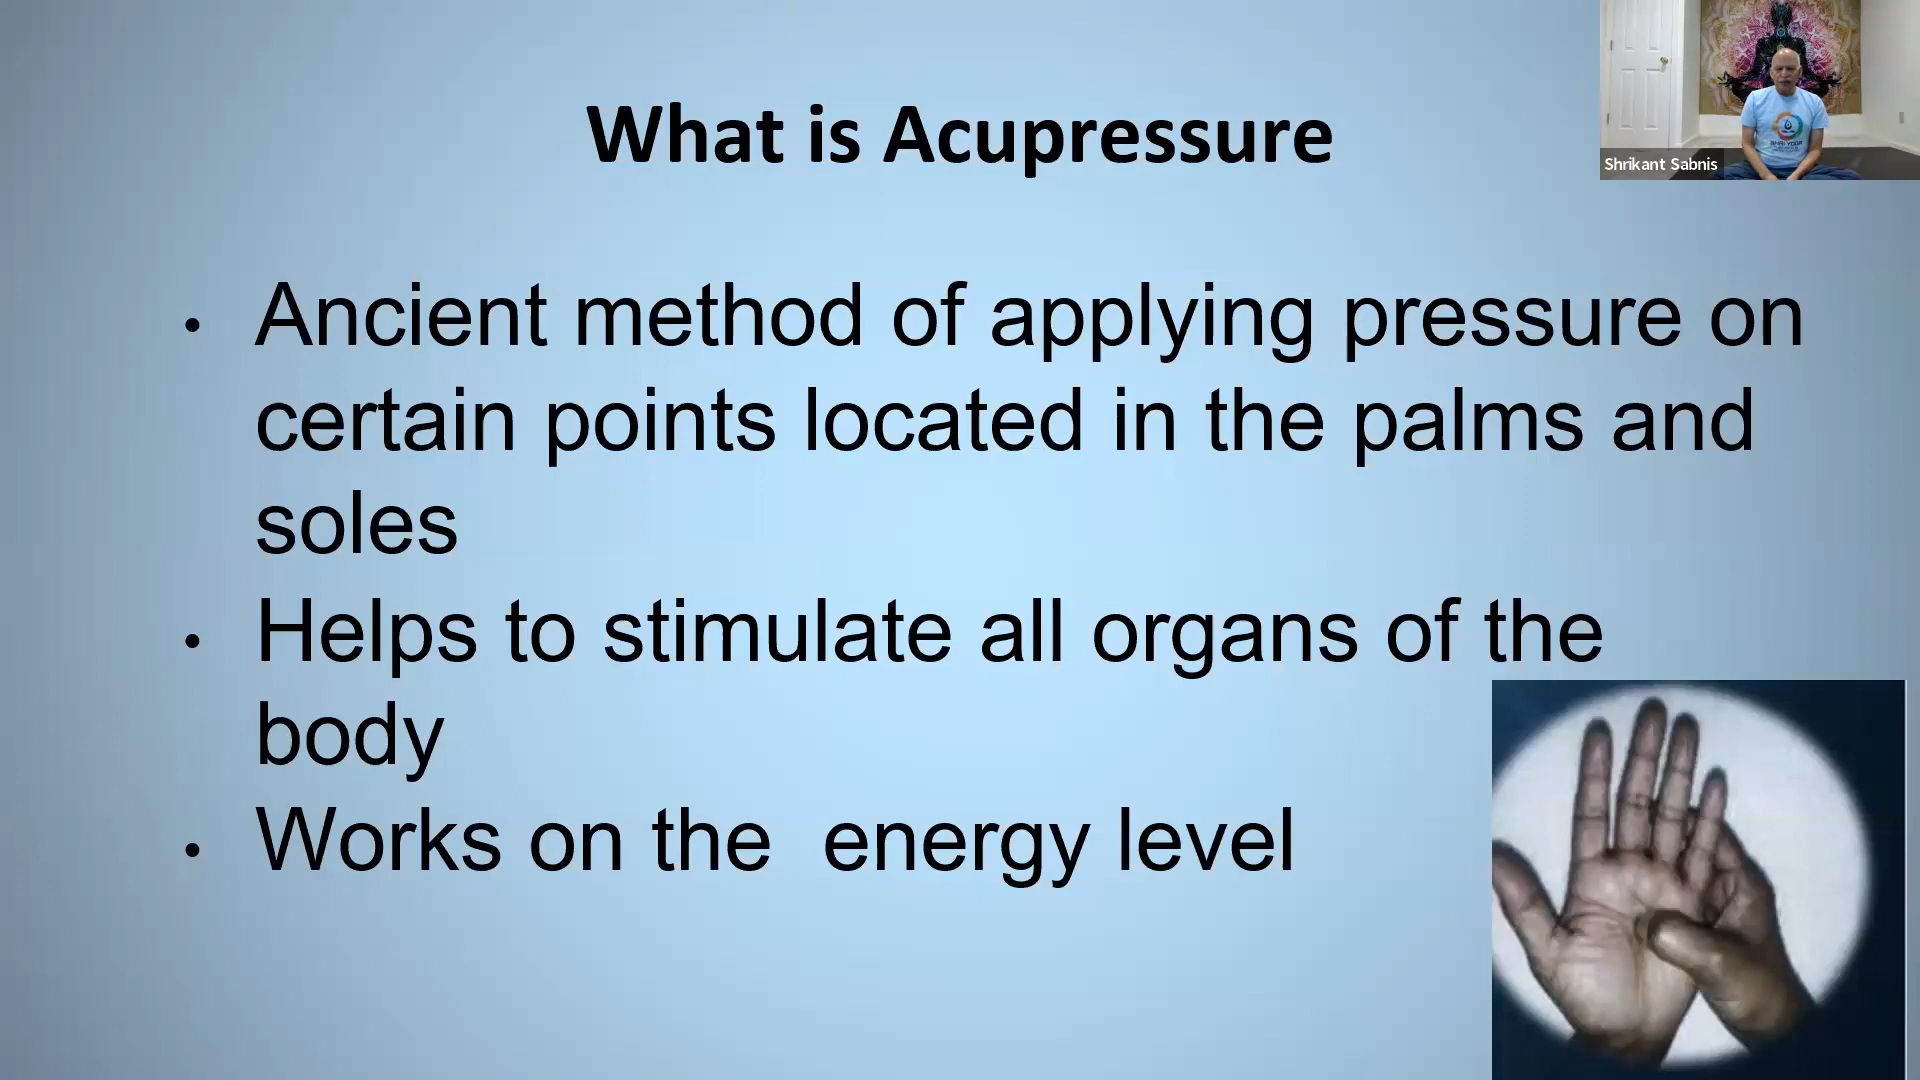 What is Acupressure
Shrikant Sabnis
• Ancient method of applying pressure on
certain points located in the palms and
soles
• Helps to stimulate all organs of the
body
• Works on the  energy level